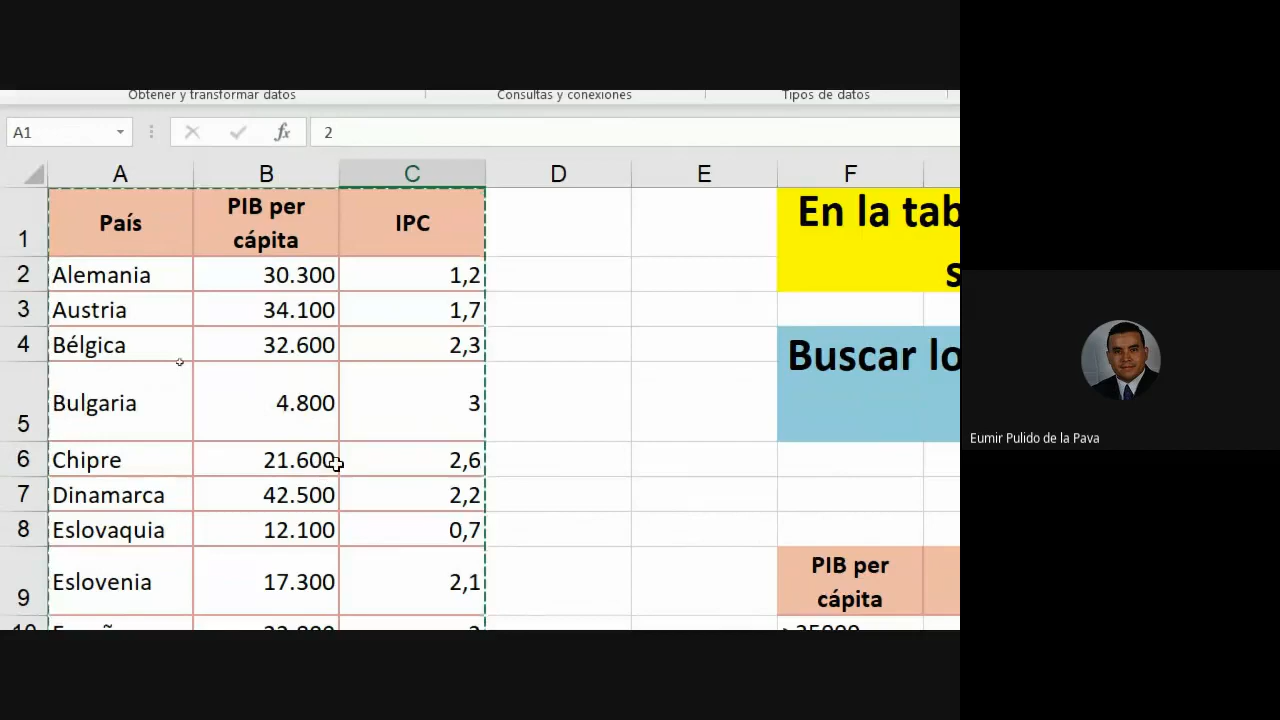 Obtener y transformar datos
Consultas y conexiones
Tipos de datos
A1
fx
2
A B C D E F
1 País PIB per cápita IPC
2 Alemania 30.300 1,2
3 Austria 34.100 1,7
4 Bélgica 32.600 2,3
5 Bulgaria 4.800 3
6 Chipre 21.600 2,6
7 Dinamarca 42.500 2,2
8 Eslovaquia 12.100 0,7
9 Eslovenia 17.300 2,1
En la tab
s
Buscar lo
PIB per
cápita
Eumir Pulido de la Pava